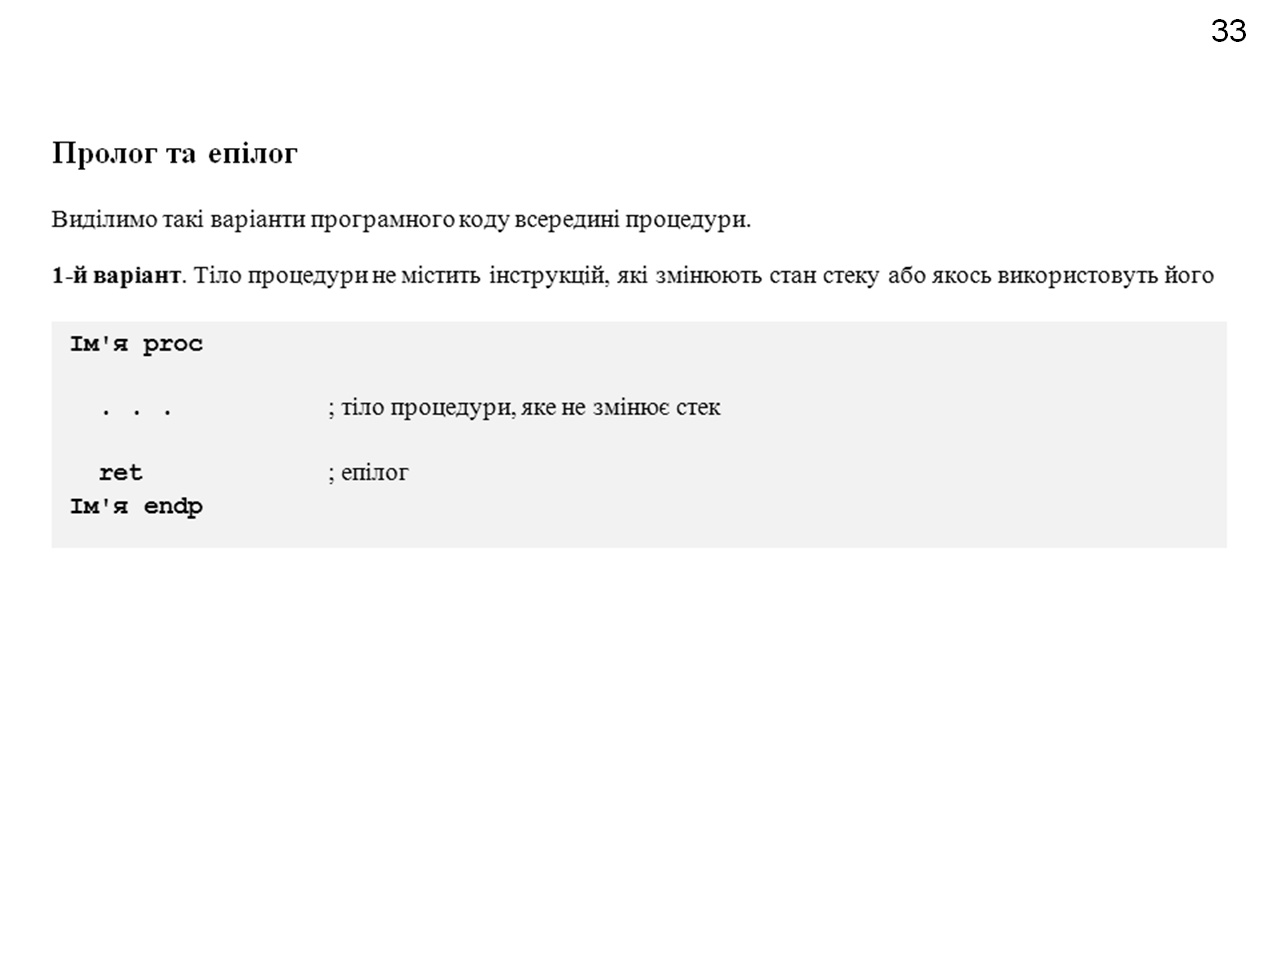 33
Пролог та епілог
Виділимо такі варіанти програмного коду всередині процедури.
1-й варіант. Тіло процедури не містить інструкцій, які змінюють стан стеку або якось використовуть його
Ім'я proc
. . . ; тіло процедури, яке не змінює стек
ret ; епілог
Ім'я endp